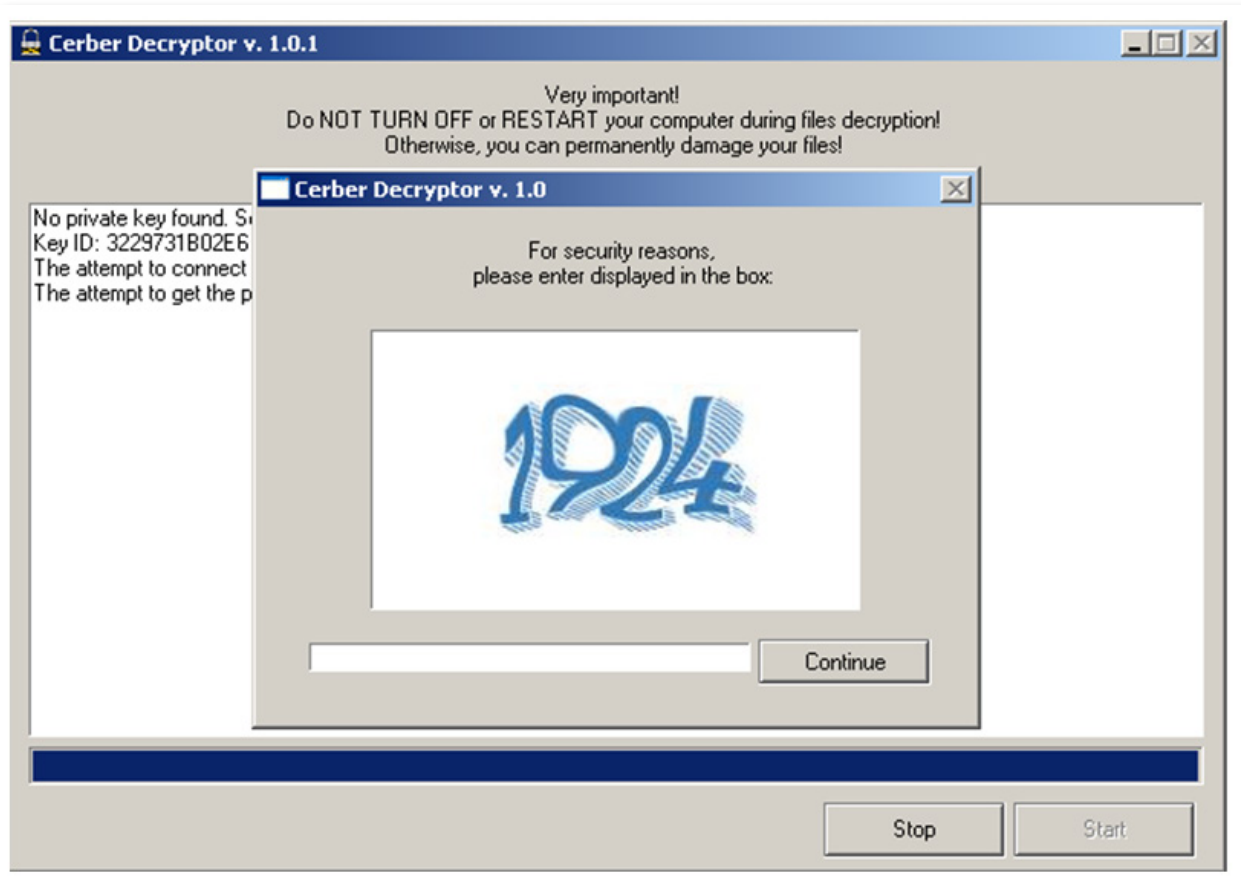 Cerber Decryptor v. 1.0.1
Very important!
Do NOT TURN OFF or RESTART your computer during files decryption!
Otherwise, you can permanently damage your files!
No private key found.
Key ID: 3229731B02E6
The attempt to connect
The attempt to get the
Cerber Decryptor v. 1.0
For security reasons,
please enter displayed in the box:
1924
Continue
Stop
Start